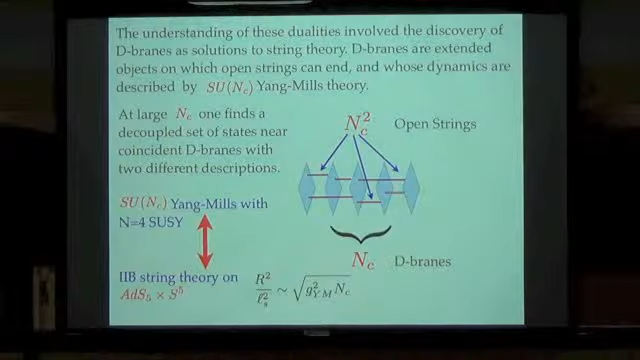 The understanding of these dualities involved the discovery of
D-branes as solutions to string theory. D-branes are extended
objects on which open strings can end, and whose dynamics are
described by SU(N_c) Yang-Mills theory.
At large N_c one finds a
decoupled set of states near
coincident D-branes with
two different descriptions.
N_c^2 Open Strings
SU(N_c) Yang-Mills with
N=4 SUSY
N_c D-branes
IIB string theory on
AdS_5 × S^5
R^2/ℓ_s^2 ~ √(g_YM^2 N_c)